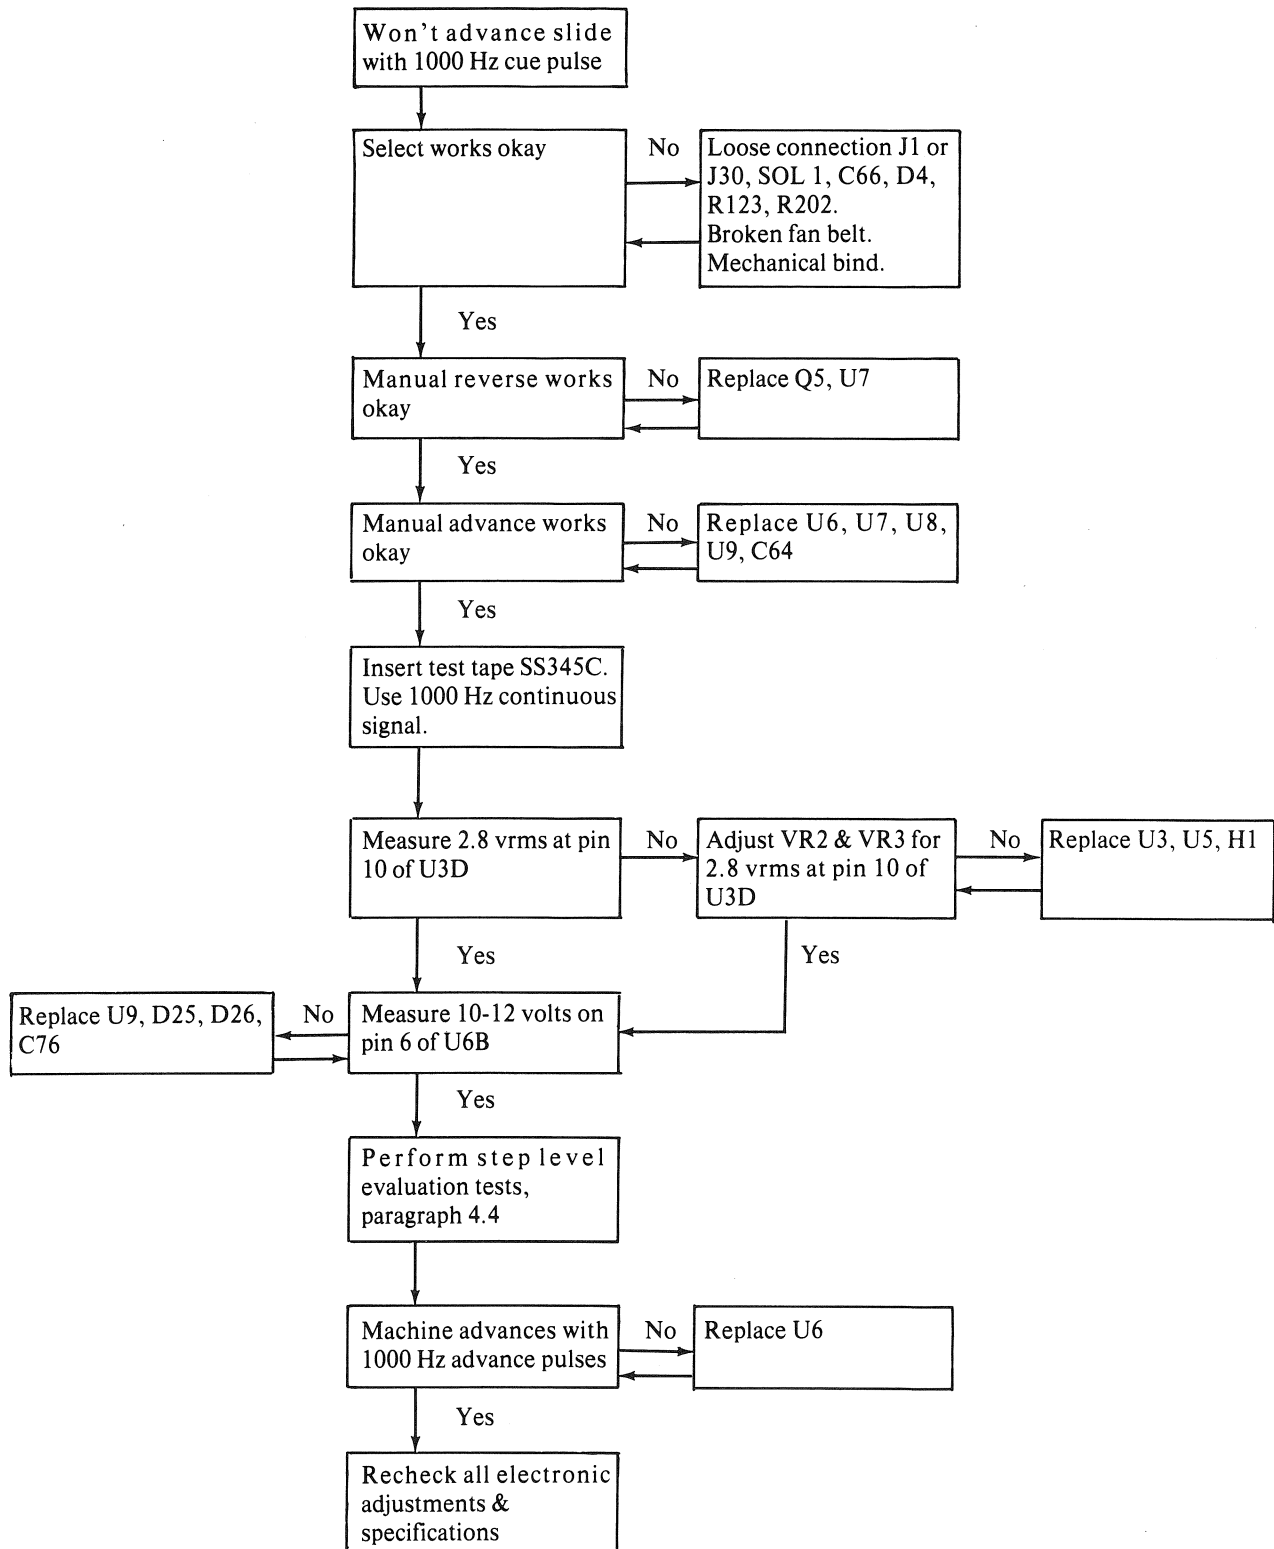 Won't advance slide
with 1000 Hz cue pulse
Select works okay
No
Loose connection J1 or
J30, SOL 1, C66, D4,
R123, R202.
Broken fan belt.
Mechanical bind.
Yes
Manual reverse works
okay
No
Replace Q5, U7
Yes
Manual advance works
okay
No
Replace U6, U7, U8,
U9, C64
Yes
Insert test tape SS345C.
Use 1000 Hz continuous
signal.
Measure 2.8 vrms at pin
10 of U3D
No
Adjust VR2 & VR3 for
2.8 vrms at pin 10 of
U3D
No
Replace U3, U5, H1
Yes
Yes
Replace U9, D25, D26,
C76
No
Measure 10-12 volts on
pin 6 of U6B
Yes
Perform step level
evaluation tests,
paragraph 4.4
Machine advances with
1000 Hz advance pulses
No
Replace U6
Yes
Recheck all electronic
adjustments &
specifications